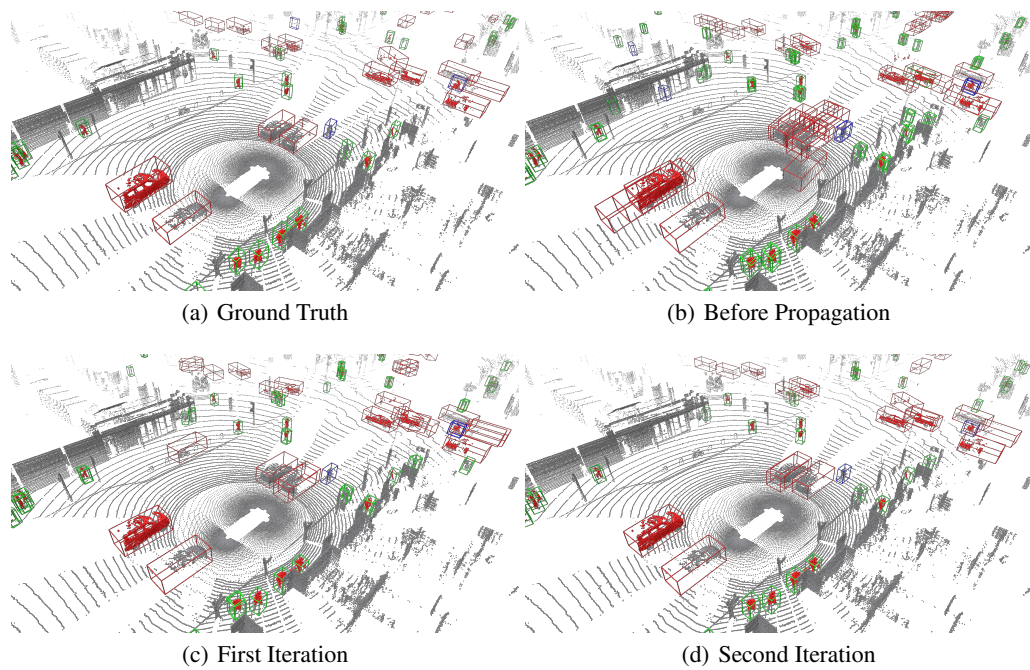 (a) Ground Truth
(b) Before Propagation
(c) First Iteration
(d) Second Iteration